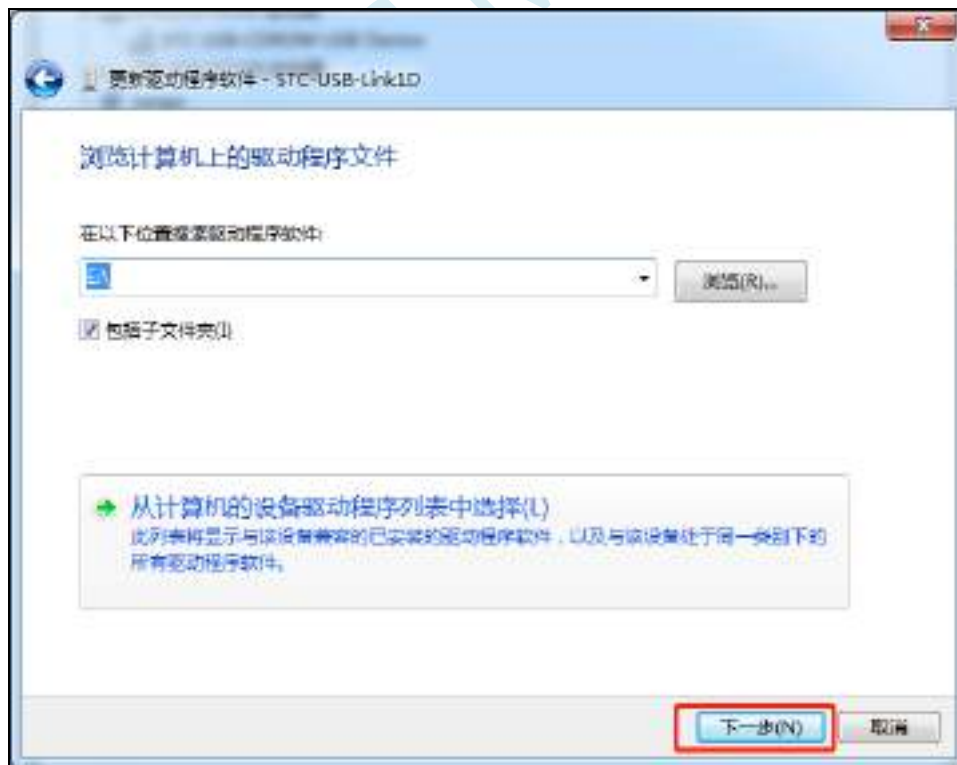 更新驱动程序软件 - STC-USB-Link1D
浏览计算机上的驱动程序文件
在以下位置搜索驱动程序软件:
E:\
浏览(R)...
包括子文件夹(I)
从计算机的设备驱动程序列表中选择(L)
此列表将显示与该设备兼容的已安装的驱动程序软件，以及与该设备处于同一类别下的
所有驱动程序软件。
下一步(N)
取消